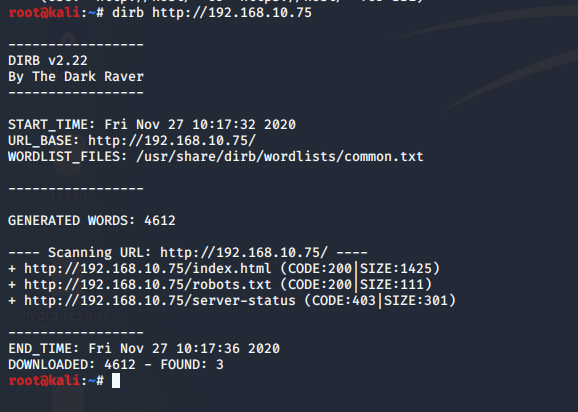 root@kali:~# dirb http://192.168.10.75
-----------------
DIRB v2.22
By The Dark Raver
-----------------
START_TIME: Fri Nov 27 10:17:32 2020
URL_BASE: http://192.168.10.75/
WORDLIST_FILES: /usr/share/dirb/wordlists/common.txt
-----------------
GENERATED WORDS: 4612
---- Scanning URL: http://192.168.10.75/ ----
+ http://192.168.10.75/index.html (CODE:200|SIZE:1425)
+ http://192.168.10.75/robots.txt (CODE:200|SIZE:111)
+ http://192.168.10.75/server-status (CODE:403|SIZE:301)
hydra.restore
-----------------
END_TIME: Fri Nov 27 10:17:36 2020
DOWNLOADED: 4612 - FOUND: 3
root@kali:~#